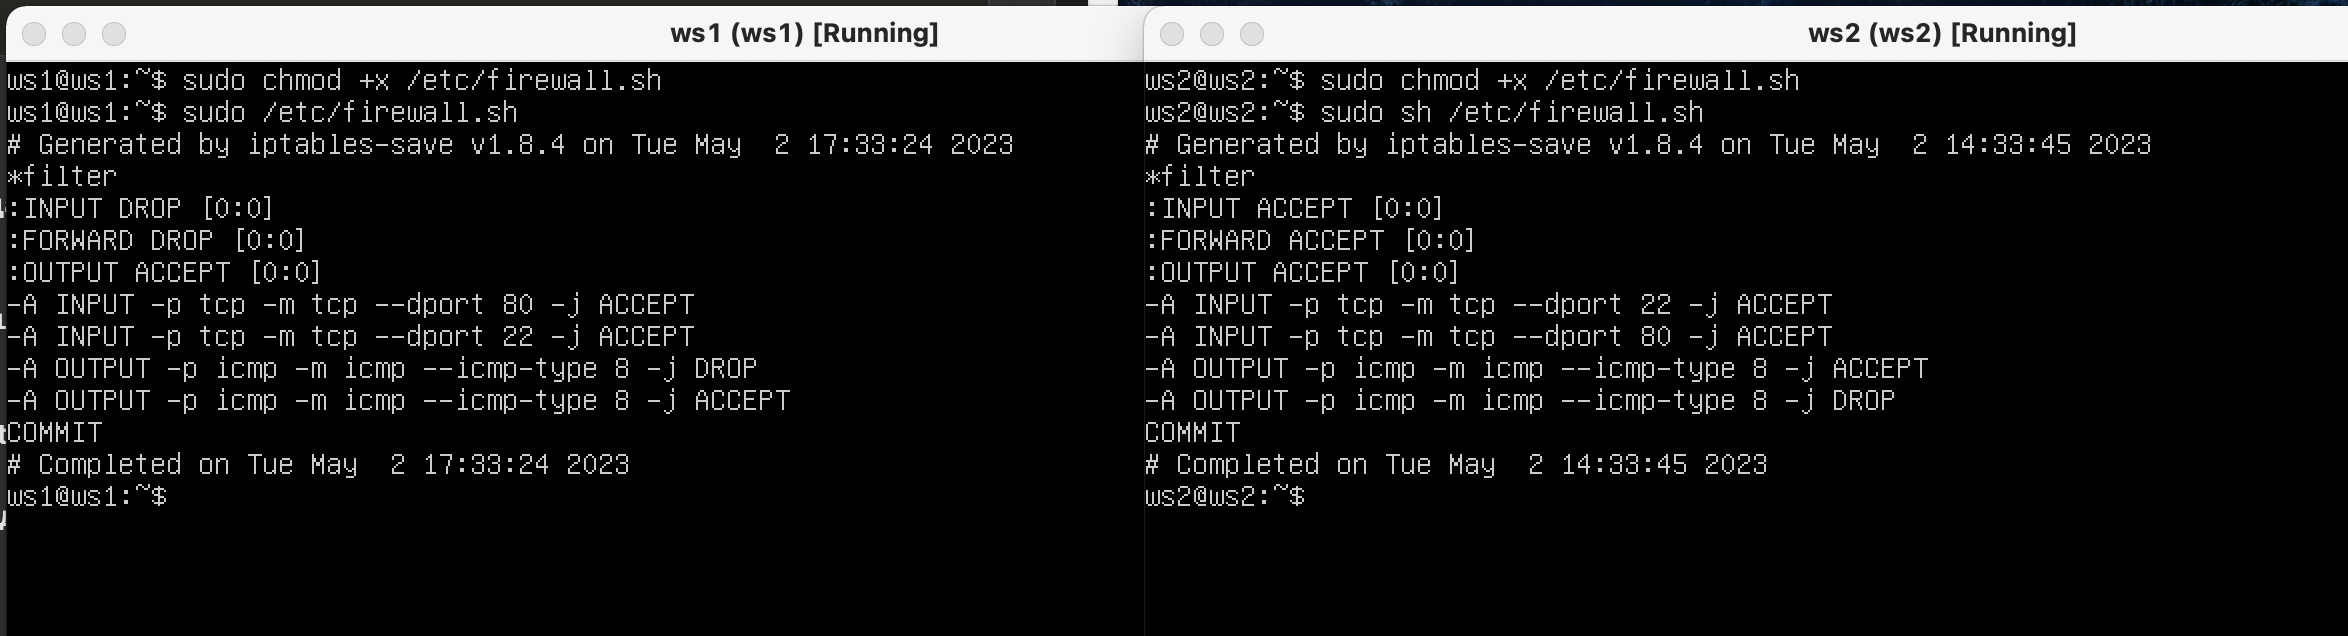 ws1 (ws1) [Running]
ws1@ws1:~$ sudo chmod +x /etc/firewall.sh
ws1@ws1:~$ sudo /etc/firewall.sh
# Generated by iptables-save v1.8.4 on Tue May  2 17:33:24 2023
*filter
:INPUT DROP [0:0]
:FORWARD DROP [0:0]
:OUTPUT ACCEPT [0:0]
-A INPUT -p tcp -m tcp --dport 80 -j ACCEPT
-A INPUT -p tcp -m tcp --dport 22 -j ACCEPT
-A OUTPUT -p icmp -m icmp --icmp-type 8 -j DROP
-A OUTPUT -p icmp -m icmp --icmp-type 8 -j ACCEPT
COMMIT
# Completed on Tue May  2 17:33:24 2023
ws1@ws1:~$
ws2 (ws2) [Running]
ws2@ws2:~$ sudo chmod +x /etc/firewall.sh
ws2@ws2:~$ sudo sh /etc/firewall.sh
# Generated by iptables-save v1.8.4 on Tue May  2 14:33:45 2023
*filter
:INPUT ACCEPT [0:0]
:FORWARD ACCEPT [0:0]
:OUTPUT ACCEPT [0:0]
-A INPUT -p tcp -m tcp --dport 22 -j ACCEPT
-A INPUT -p tcp -m tcp --dport 80 -j ACCEPT
-A OUTPUT -p icmp -m icmp --icmp-type 8 -j ACCEPT
-A OUTPUT -p icmp -m icmp --icmp-type 8 -j DROP
COMMIT
# Completed on Tue May  2 14:33:45 2023
ws2@ws2:~$